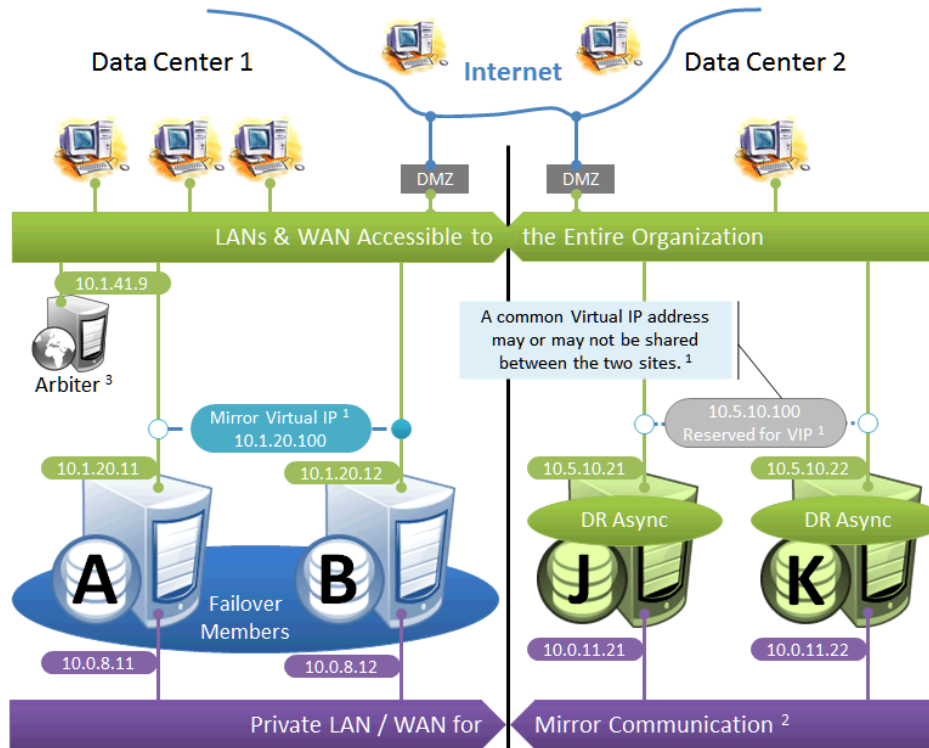 Data Center 1
Internet
Data Center 2
DMZ
DMZ
LANs & WAN Accessible to
the Entire Organization
10.1.41.9
Arbiter 3
A common Virtual IP address
may or may not be shared
between the two sites. 1
Mirror Virtual IP 1
10.1.20.100
10.5.10.100
Reserved for VIP 1
10.1.20.11
10.1.20.12
10.5.10.21
10.5.10.22
DR Async
DR Async
A
B
J
K
Failover
Members
10.0.8.11
10.0.8.12
10.0.11.21
10.0.11.22
Private LAN / WAN for
Mirror Communication 2